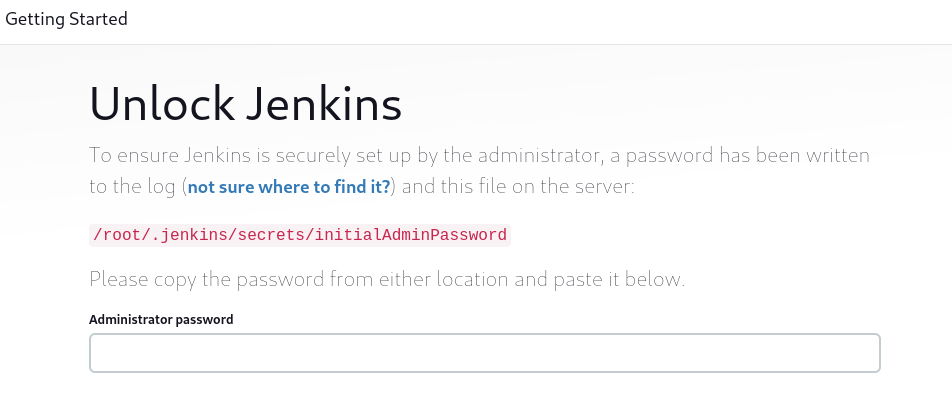 Getting Started
Unlock Jenkins
To ensure Jenkins is securely set up by the administrator, a password has been written
to the log (not sure where to find it?) and this file on the server:
/root/.jenkins/secrets/initialAdminPassword
Please copy the password from either location and paste it below.
Administrator password